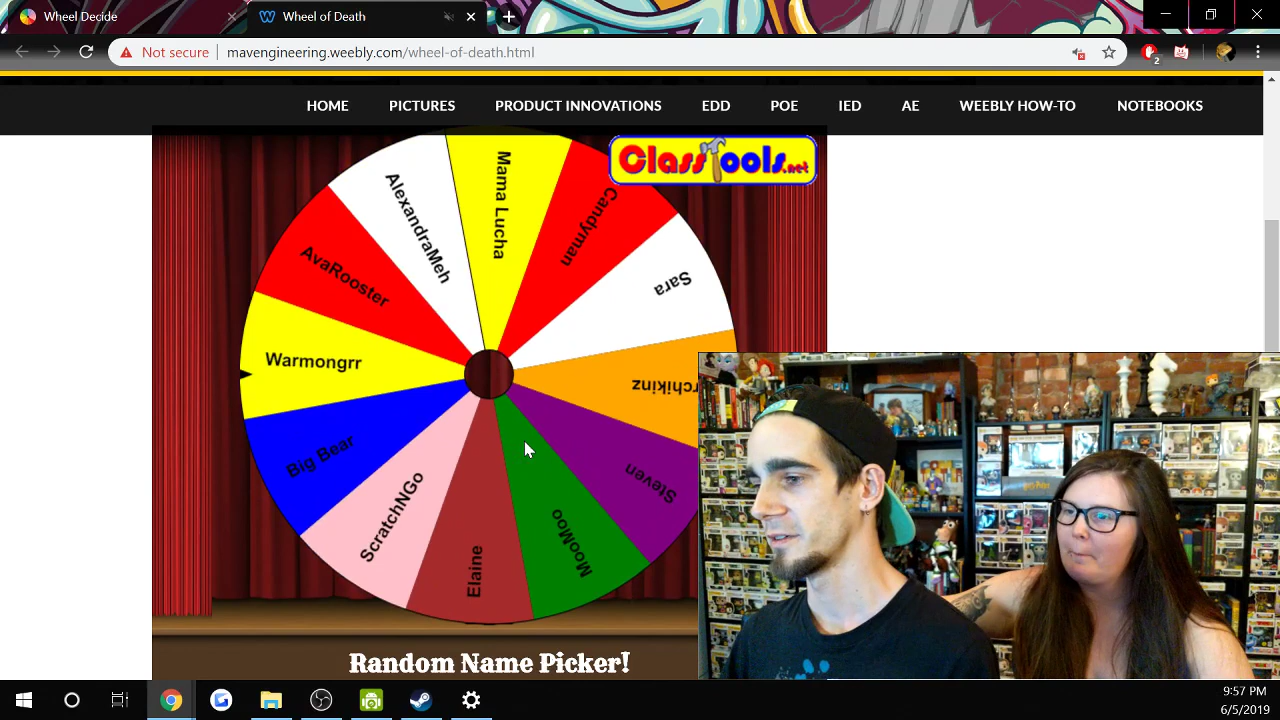 Wheel Decide
Wheel of Death
Not secure
mavengineering.weebly.com/wheel-of-death.html
2
HOME
PICTURES
PRODUCT INNOVATIONS
EDD
POE
IED
AE
WEEBLY HOW-TO
NOTEBOOKS
ClassTools.net
Mama Lucha
Candyman
AlexandraMeh
Sara
AvaRooster
Warmongrr
rchikinz
Big Bear
Steven
ScratchNGo
MooMoo
Elaine
Random Name Picker!
9:57 PM
6/5/2019